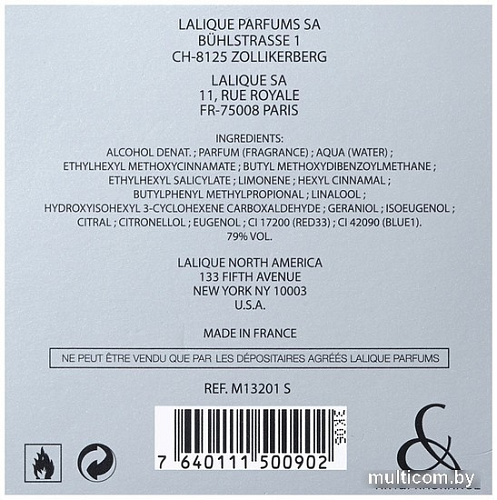 LALIQUE PARFUMS SA
BÜHLSTRASSE 1
CH-8125 ZOLLIKERBERG
LALIQUE SA
11, RUE ROYALE
FR-75008 PARIS
INGREDIENTS:
ALCOHOL DENAT. ; PARFUM (FRAGRANCE) ; AQUA (WATER) ;
ETHYLHEXYL METHOXYCINNAMATE ; BUTYL METHOXYDIBENZOYLMETHANE ;
ETHYLHEXYL SALICYLATE ; LIMONENE ; HEXYL CINNAMAL ;
BUTYLPHENYL METHYLPROPIONAL ; LINALOOL ;
HYDROXYISOHEXYL 3-CYCLOHEXENE CARBOXALDEHYDE ; GERANIOL ; ISOEUGENOL ;
CITRAL ; CITRONELLOL ; EUGENOL ; CI 17200 (RED33) ; CI 42090 (BLUE1).
79% VOL.
LALIQUE NORTH AMERICA
133 FIFTH AVENUE
NEW YORK NY 10003
U.S.A.
MADE IN FRANCE
NE PEUT ÊTRE VENDU QUE PAR LES DÉPOSITAIRES AGRÉÉS LALIQUE PARFUMS
REF. M13201 S
7 640111 500902
&
multicom.by